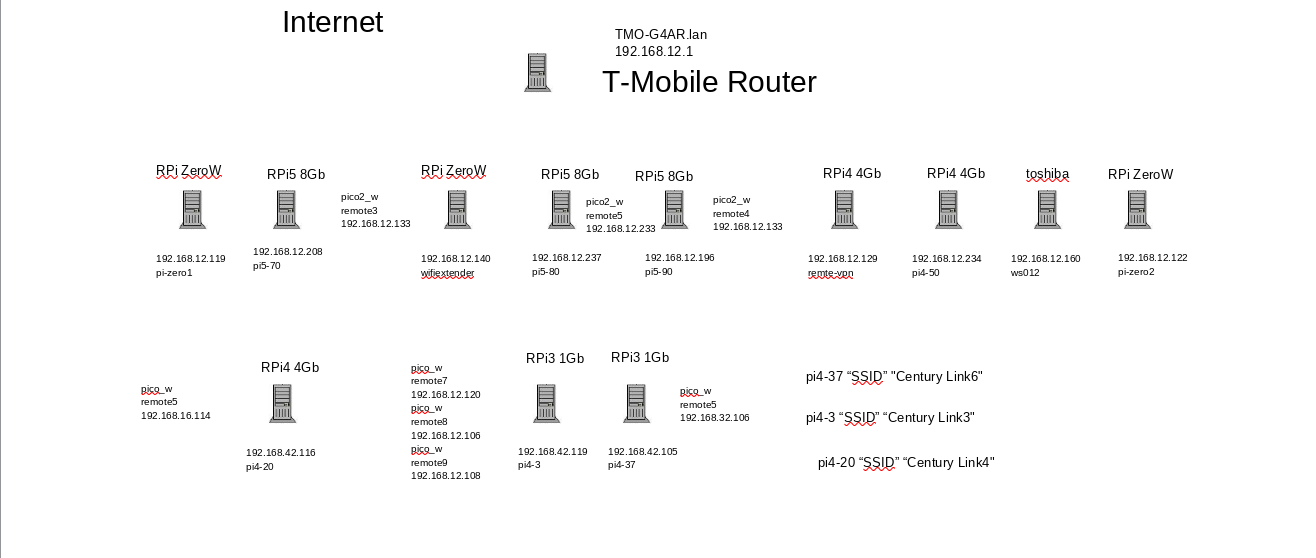 Internet
TMO-G4AR.lan
192.168.12.1
T-Mobile Router
RPi ZeroW
192.168.12.119
pi-zero1
RPi5 8Gb
192.168.12.208
pi5-70
pico2_w
remote3
192.168.12.133
RPi ZeroW
192.168.12.140
wifiextender
RPi5 8Gb
192.168.12.237
pi5-80
pico2_w
remote5
192.168.12.233
RPi5 8Gb
192.168.12.196
pi5-90
pico2_w
remote4
192.168.12.133
RPi4 4Gb
192.168.12.129
remte-vpn
RPi4 4Gb
192.168.12.234
pi4-50
toshiba
192.168.12.160
ws012
RPi ZeroW
192.168.12.122
pi-zero2
pico_w
remote5
192.168.16.114
RPi4 4Gb
192.168.42.116
pi4-20
pico_w
remote7
192.168.12.120
pico_w
remote8
192.168.12.106
pico_w
remote9
192.168.12.108
RPi3 1Gb
192.168.42.119
pi4-3
RPi3 1Gb
192.168.42.105
pi4-37
pico_w
remote5
192.168.32.106
pi4-37 “SSID” "Century Link6"
pi4-3 “SSID” “Century Link3"
pi4-20 “SSID” “Century Link4"